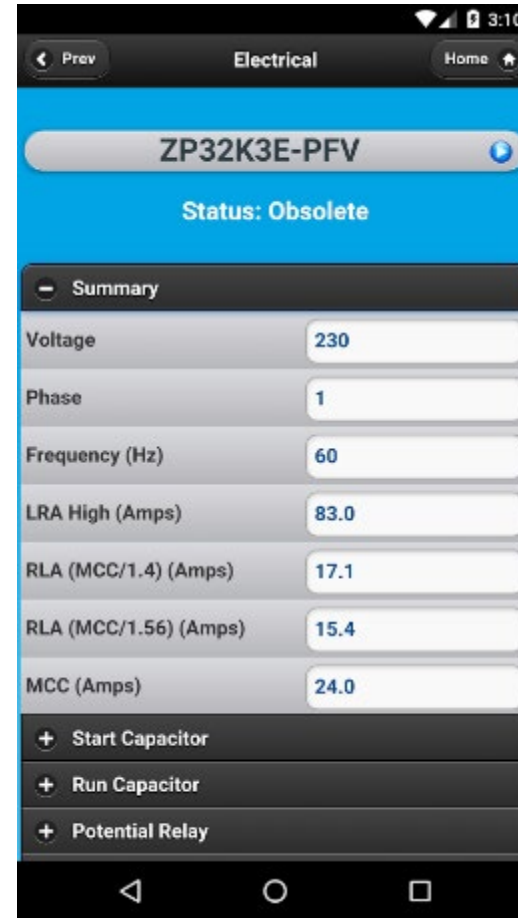 3:10
Prev Electrical Home
ZP32K3E-PFV
Status: Obsolete
Summary
Voltage 230
Phase 1
Frequency (Hz) 60
LRA High (Amps) 83.0
RLA (MCC/1.4) (Amps) 17.1
RLA (MCC/1.56) (Amps) 15.4
MCC (Amps) 24.0
Start Capacitor
Run Capacitor
Potential Relay